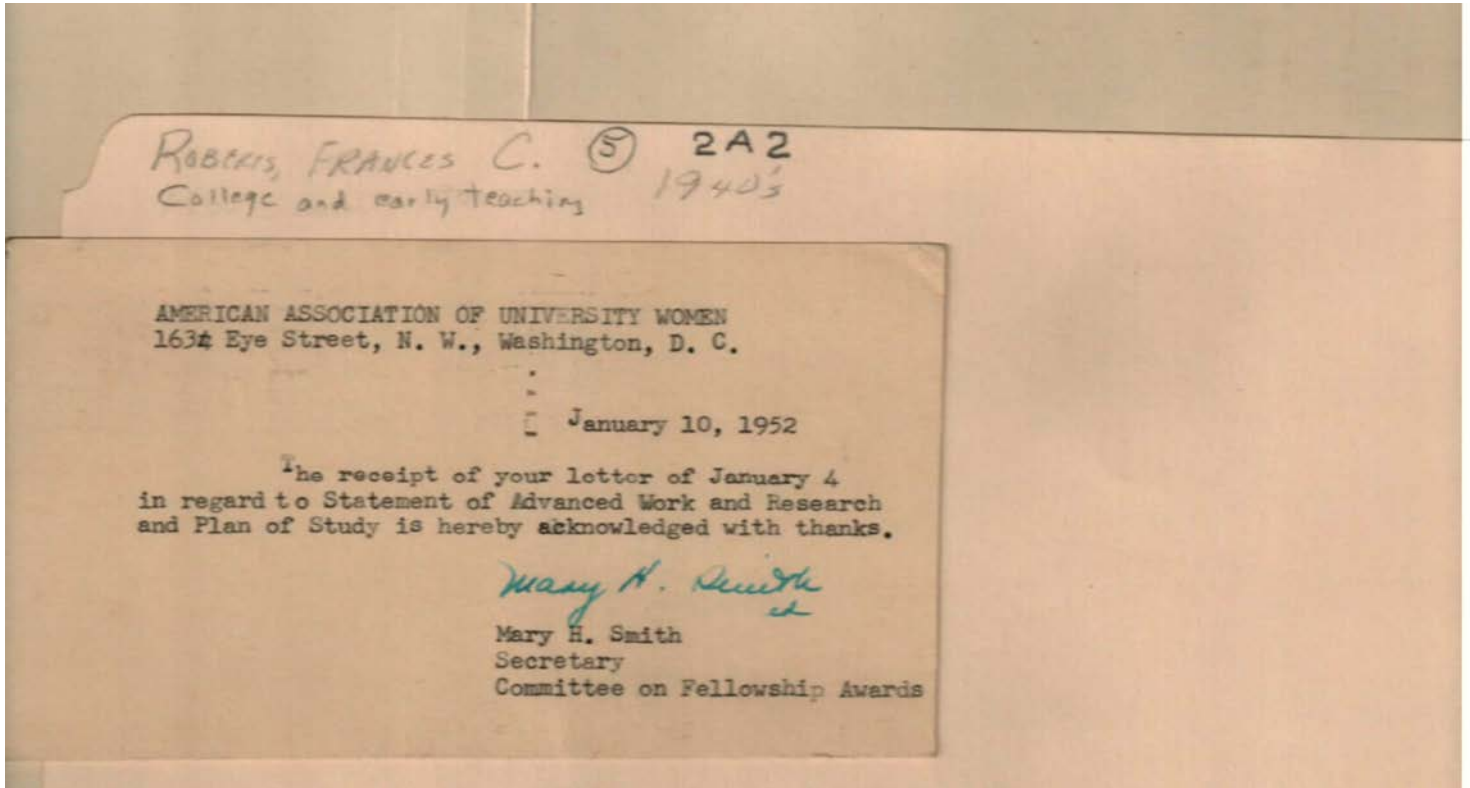 ROBERTS, FRANCES C. ⑤ 2A2
College and early teaching 1940's
AMERICAN ASSOCIATION OF UNIVERSITY WOMEN
1634 Eye Street, N. W., Washington, D. C.
January 10, 1952
The receipt of your letter of January 4
in regard to Statement of Advanced Work and Research
and Plan of Study is hereby acknowledged with thanks.
Mary H. Smith
Mary H. Smith
Secretary
Committee on Fellowship Awards